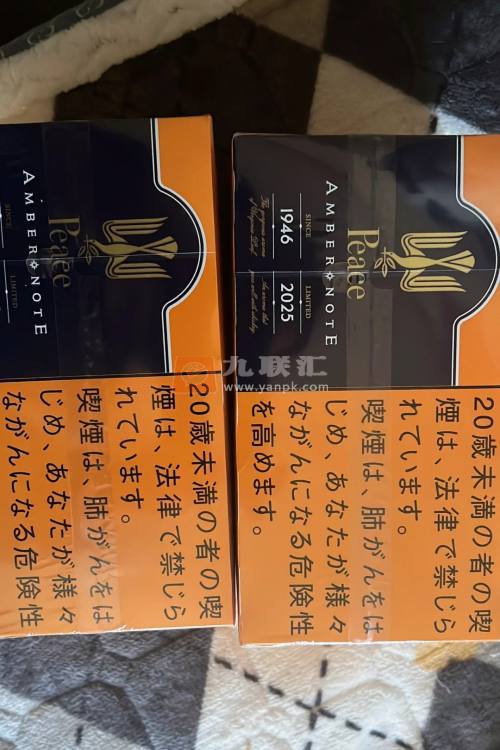 Peace
AMBER NOTE
SINCE
LIMITED
20歳未満の者の喫
煙は、法律で禁じら
れています。
喫煙は、肺がんをは
じめ、あなたが様々
ながんになる危険性
Peace
AMBER NOTE
SINCE
1946
LIMITED
2025
20歳未満の者の喫
煙は、法律で禁じら
れています。
喫煙は、肺がんをは
じめ、あなたが様々
ながんになる危険性
を高めます。
九联汇
www.yanpk.com